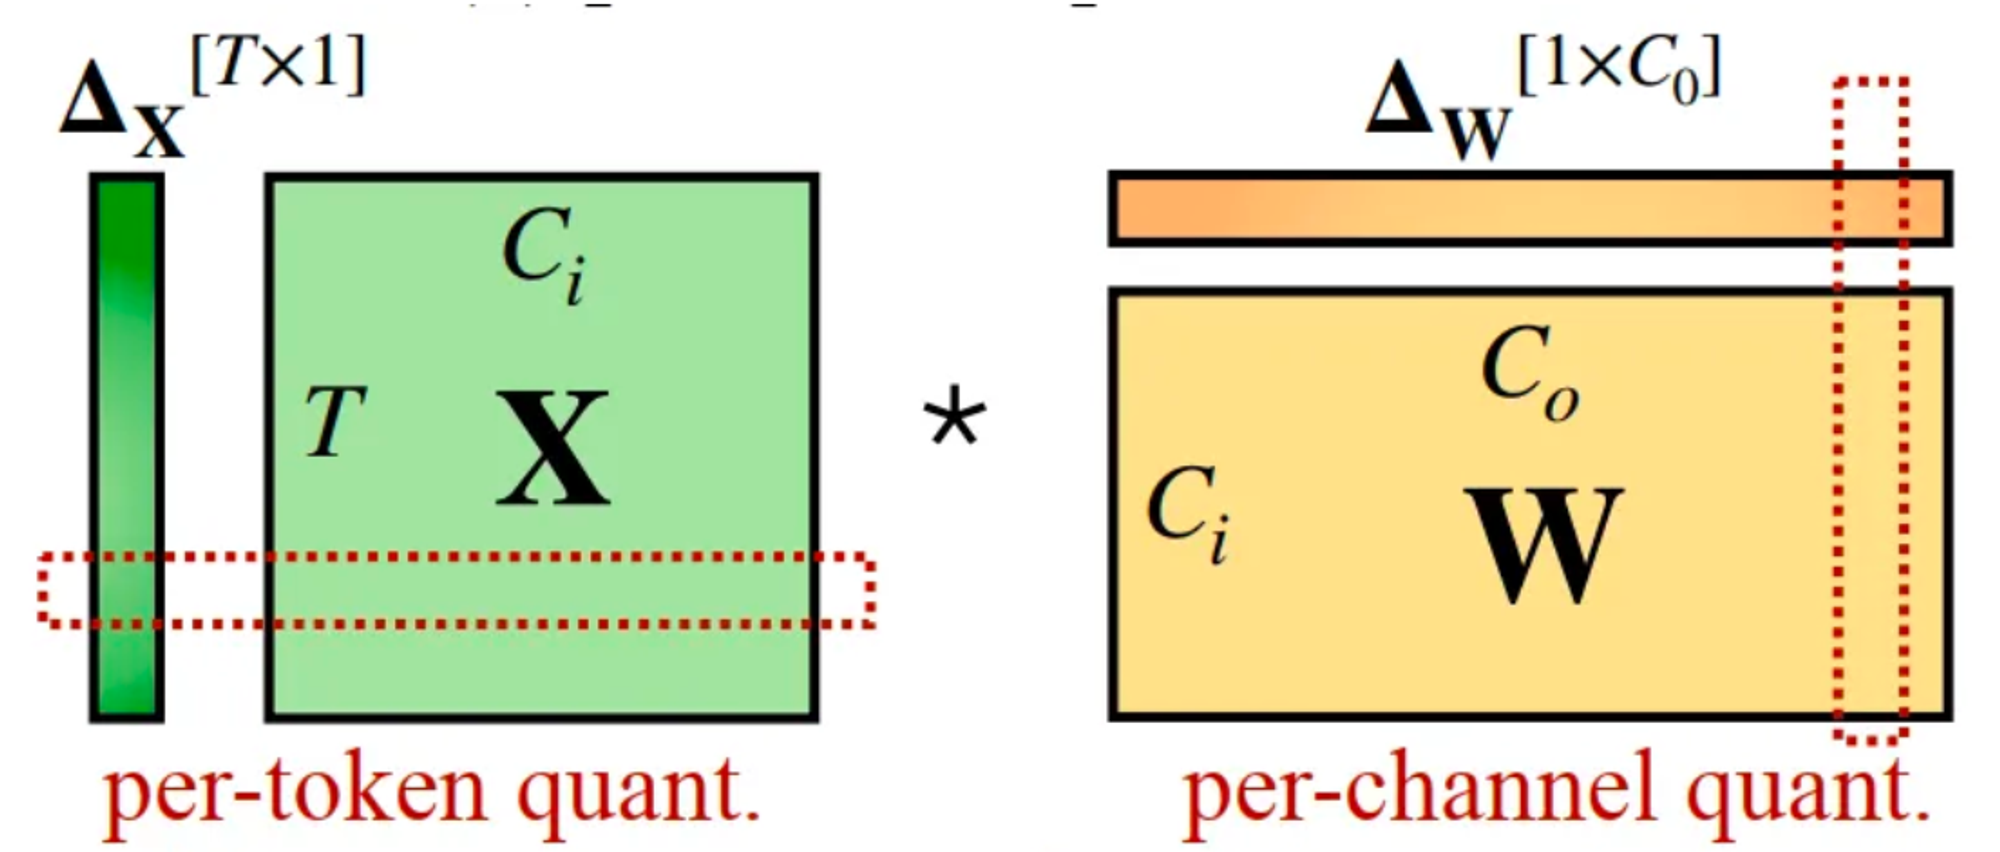 Δ_X^[T×1]
Δ_W^[1×C_0]
C_i
T
X
*
C_o
C_i
W
per-token quant.
per-channel quant.